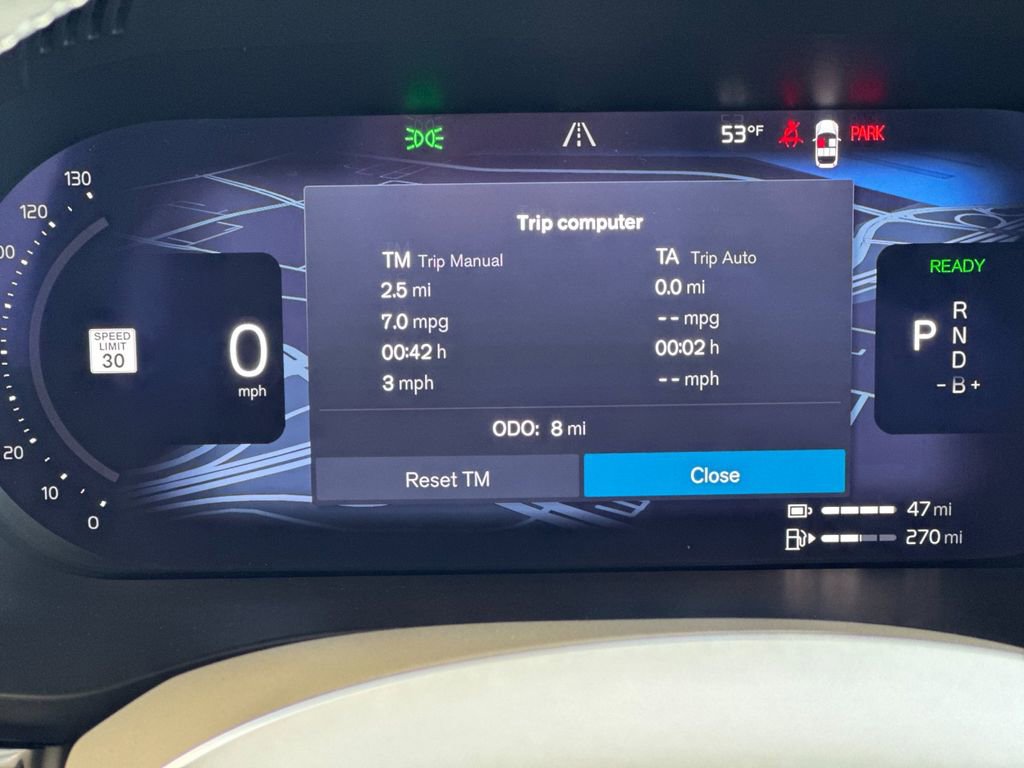 53°F
PARK
130
120
00
20
10
0
SPEED
LIMIT
30
0
mph
Trip computer
TM Trip Manual
2.5 mi
7.0 mpg
00:42 h
3 mph
TA Trip Auto
0.0 mi
-- mpg
00:02 h
-- mph
ODO: 8 mi
Reset TM
Close
READY
P
R
N
D
- B +
47 mi
270 mi